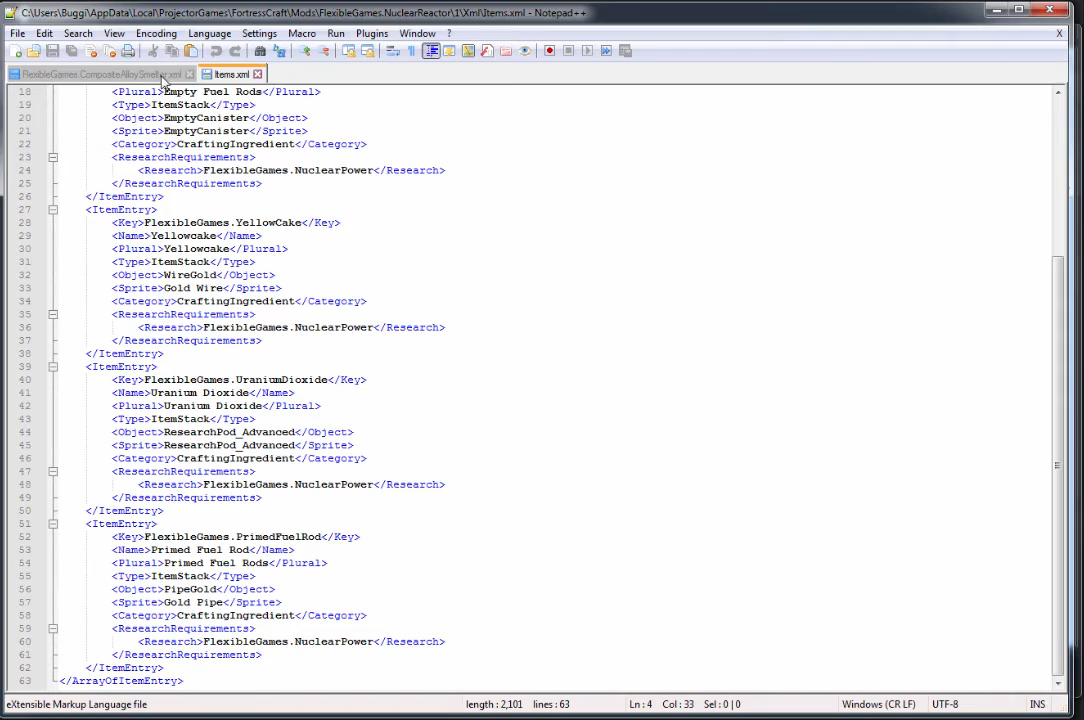 C:\Users\Buggi\AppData\Local\ProjectorGames\FortressCraft\Mods\FlexibleGames.NuclearReactor\1\Xml\Items.xml - Notepad++
File Edit Search View Encoding Language Settings Macro Run Plugins Window ? X
FlexibleGames.CompositeAlloySmelter.xml Items.xml
18 <Plural>Empty Fuel Rods</Plural>
19 <Type>ItemStack</Type>
20 <Object>EmptyCanister</Object>
21 <Sprite>EmptyCanister</Sprite>
22 <Category>CraftingIngredient</Category>
23 <ResearchRequirements>
24 <Research>FlexibleGames.NuclearPower</Research>
25 </ResearchRequirements>
26 </ItemEntry>
27 <ItemEntry>
28 <Key>FlexibleGames.YellowCake</Key>
29 <Name>Yellowcake</Name>
30 <Plural>Yellowcake</Plural>
31 <Type>ItemStack</Type>
32 <Object>WireGold</Object>
33 <Sprite>Gold Wire</Sprite>
34 <Category>CraftingIngredient</Category>
35 <ResearchRequirements>
36 <Research>FlexibleGames.NuclearPower</Research>
37 </ResearchRequirements>
38 </ItemEntry>
39 <ItemEntry>
40 <Key>FlexibleGames.UraniumDioxide</Key>
41 <Name>Uranium Dioxide</Name>
42 <Plural>Uranium Dioxide</Plural>
43 <Type>ItemStack</Type>
44 <Object>ResearchPod_Advanced</Object>
45 <Sprite>ResearchPod_Advanced</Sprite>
46 <Category>CraftingIngredient</Category>
47 <ResearchRequirements>
48 <Research>FlexibleGames.NuclearPower</Research>
49 </ResearchRequirements>
50 </ItemEntry>
51 <ItemEntry>
52 <Key>FlexibleGames.PrimedFuelRod</Key>
53 <Name>Primed Fuel Rod</Name>
54 <Plural>Primed Fuel Rods</Plural>
55 <Type>ItemStack</Type>
56 <Object>PipeGold</Object>
57 <Sprite>Gold Pipe</Sprite>
58 <Category>CraftingIngredient</Category>
59 <ResearchRequirements>
60 <Research>FlexibleGames.NuclearPower</Research>
61 </ResearchRequirements>
62 </ItemEntry>
63 </ArrayOfItemEntry>
eXtensible Markup Language file length : 2,101 lines : 63 Ln : 4 Col : 33 Sel : 0 | 0 Windows (CR LF) UTF-8 INS